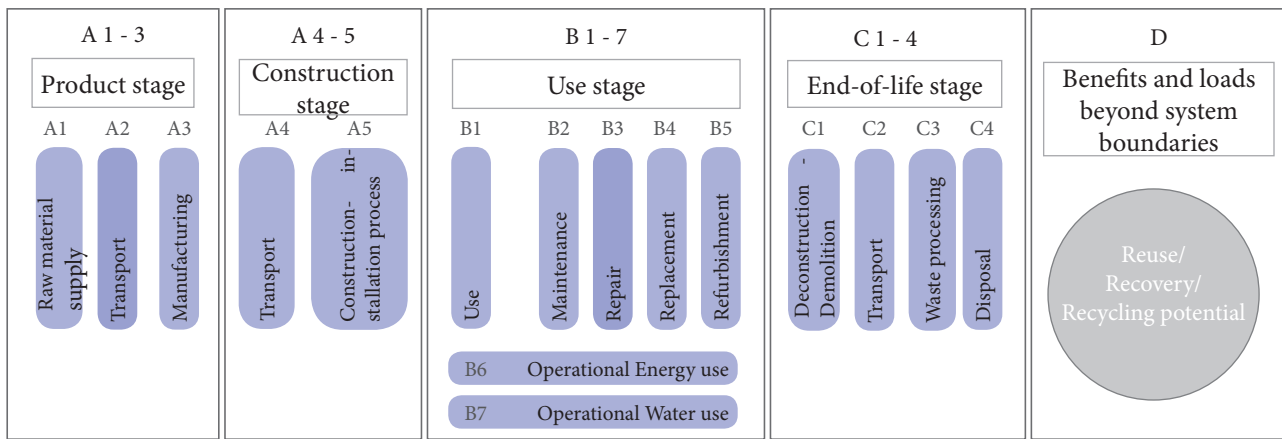 A 1 - 3
Product stage
A1
A2
A3
Raw material
supply
Transport
Manufacturing
A 4 - 5
Construction
stage
A4
A5
Transport
Construction- in-
stallation process
B 1 - 7
Use stage
B1
B2
B3
B4
B5
Use
Maintenance
Repair
Replacement
Refurbishment
B6 Operational Energy use
B7 Operational Water use
C 1 - 4
End-of-life stage
C1
C2
C3
C4
Deconstruction -
Demolition
Transport
Waste processing
Disposal
D
Benefits and loads
beyond system
boundaries
Reuse/
Recovery/
Recycling potential